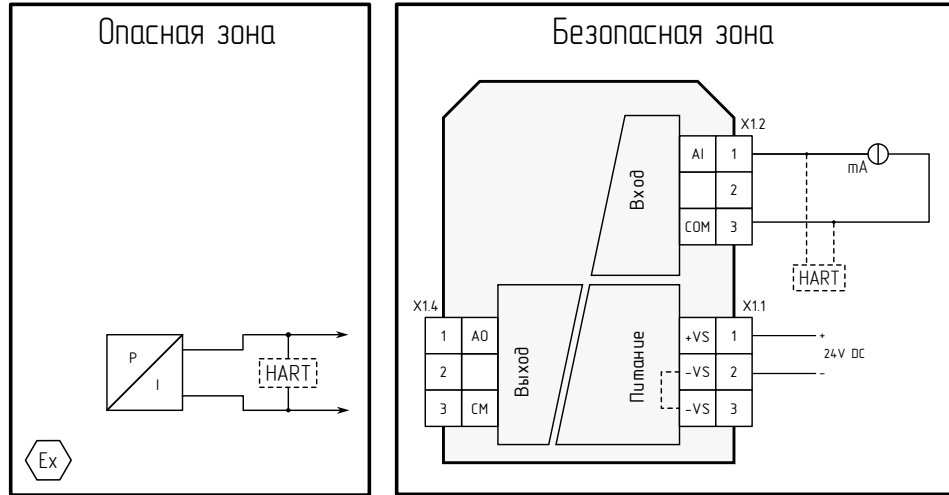 Опасная зона
P
I
HART
Ex
Безопасная зона
X1.2
AI 1
2
COM 3
Вход
mA
HART
X1.4
1 AO
2
3 CM
Выход
Питание
X1.1
+VS 1
-VS 2
-VS 3
+
24V DC
-